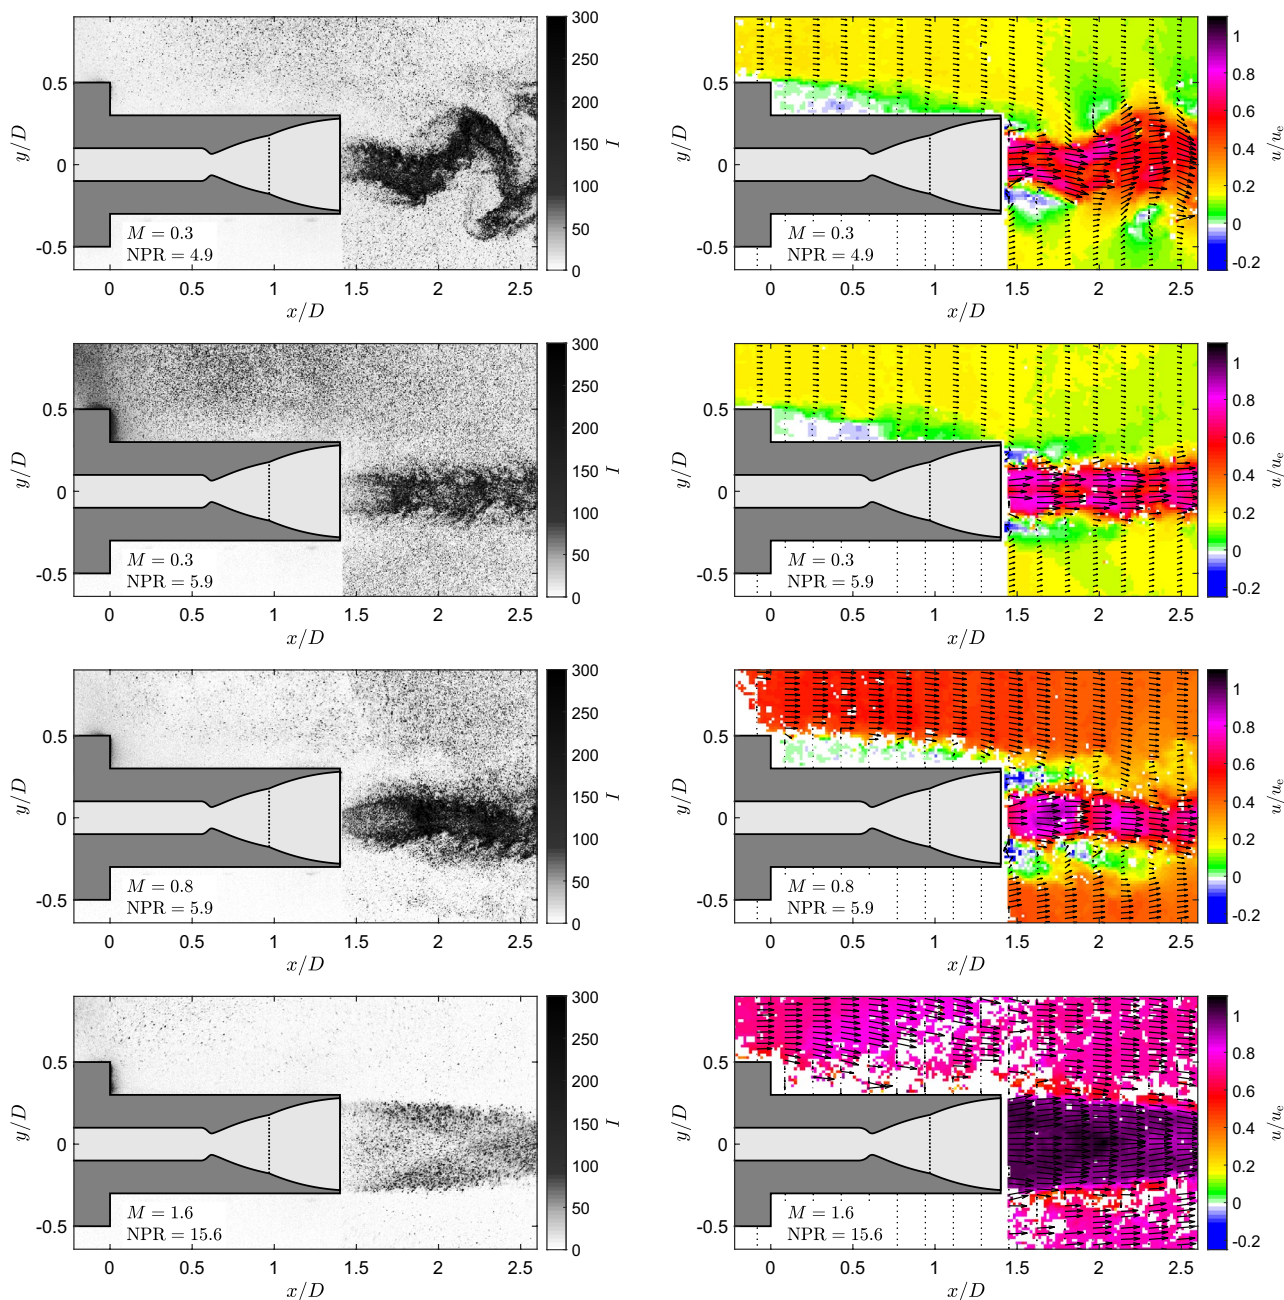 300
250
200
150
100
50
0
I
0.5
0
-0.5
y/D
M = 0.3
NPR = 4.9
0 0.5 1 1.5 2 2.5
x/D
1
0.8
0.6
0.4
0.2
0
-0.2
u/ue
0.5
0
-0.5
y/D
M = 0.3
NPR = 4.9
0 0.5 1 1.5 2 2.5
x/D
300
250
200
150
100
50
0
I
0.5
0
-0.5
y/D
M = 0.3
NPR = 5.9
0 0.5 1 1.5 2 2.5
x/D
1
0.8
0.6
0.4
0.2
0
-0.2
u/ue
0.5
0
-0.5
y/D
M = 0.3
NPR = 5.9
0 0.5 1 1.5 2 2.5
x/D
300
250
200
150
100
50
0
I
0.5
0
-0.5
y/D
M = 0.8
NPR = 5.9
0 0.5 1 1.5 2 2.5
x/D
1
0.8
0.6
0.4
0.2
0
-0.2
u/ue
0.5
0
-0.5
y/D
M = 0.8
NPR = 5.9
0 0.5 1 1.5 2 2.5
x/D
300
250
200
150
100
50
0
I
0.5
0
-0.5
y/D
M = 1.6
NPR = 15.6
0 0.5 1 1.5 2 2.5
x/D
1
0.8
0.6
0.4
0.2
0
-0.2
u/ue
0.5
0
-0.5
y/D
M = 1.6
NPR = 15.6
0 0.5 1 1.5 2 2.5
x/D